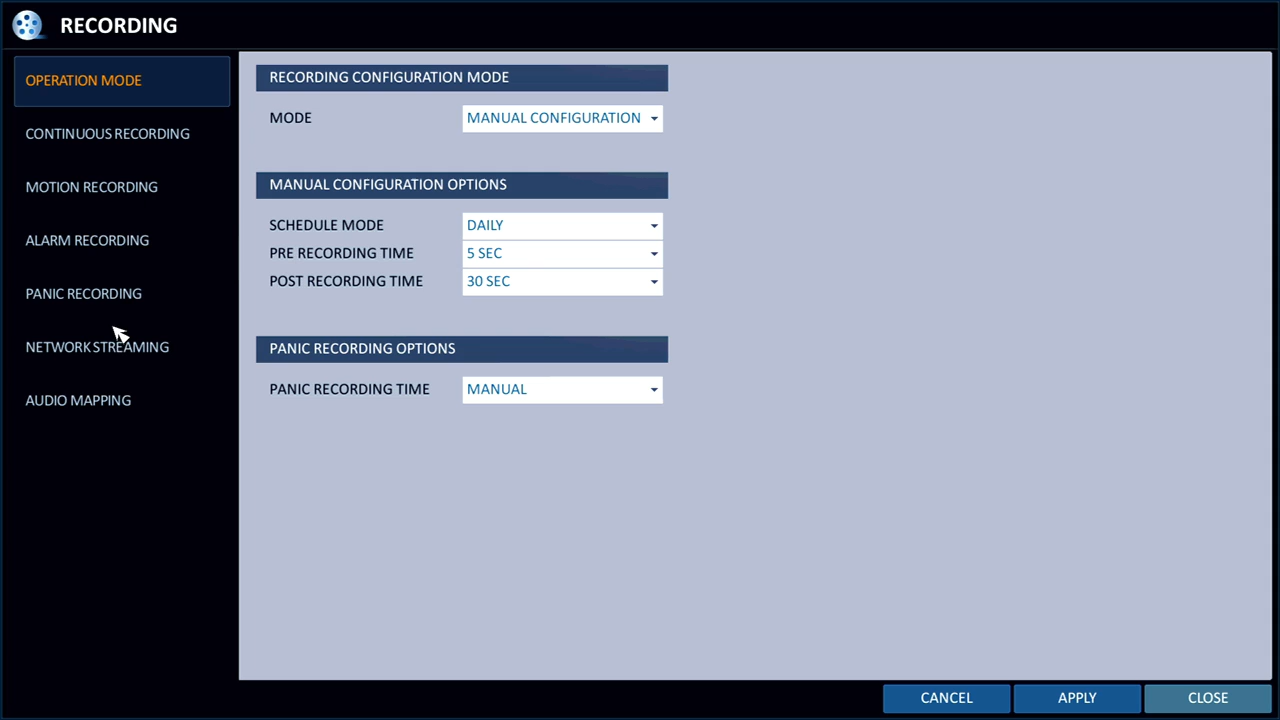 RECORDING
OPERATION MODE
CONTINUOUS RECORDING
MOTION RECORDING
ALARM RECORDING
PANIC RECORDING
NETWORK STREAMING
AUDIO MAPPING
RECORDING CONFIGURATION MODE
MODE MANUAL CONFIGURATION
MANUAL CONFIGURATION OPTIONS
SCHEDULE MODE DAILY
PRE RECORDING TIME 5 SEC
POST RECORDING TIME 30 SEC
PANIC RECORDING OPTIONS
PANIC RECORDING TIME MANUAL
CANCEL APPLY CLOSE